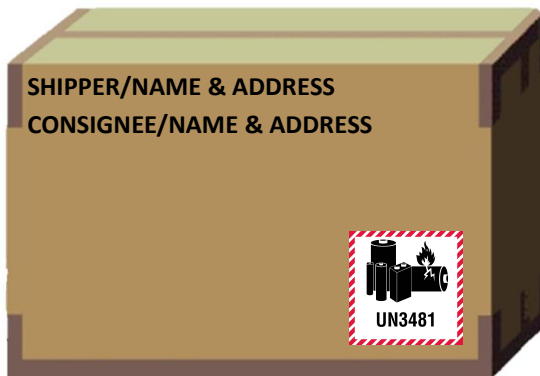 SHIPPER/NAME & ADDRESS
CONSIGNEE/NAME & ADDRESS
UN3481